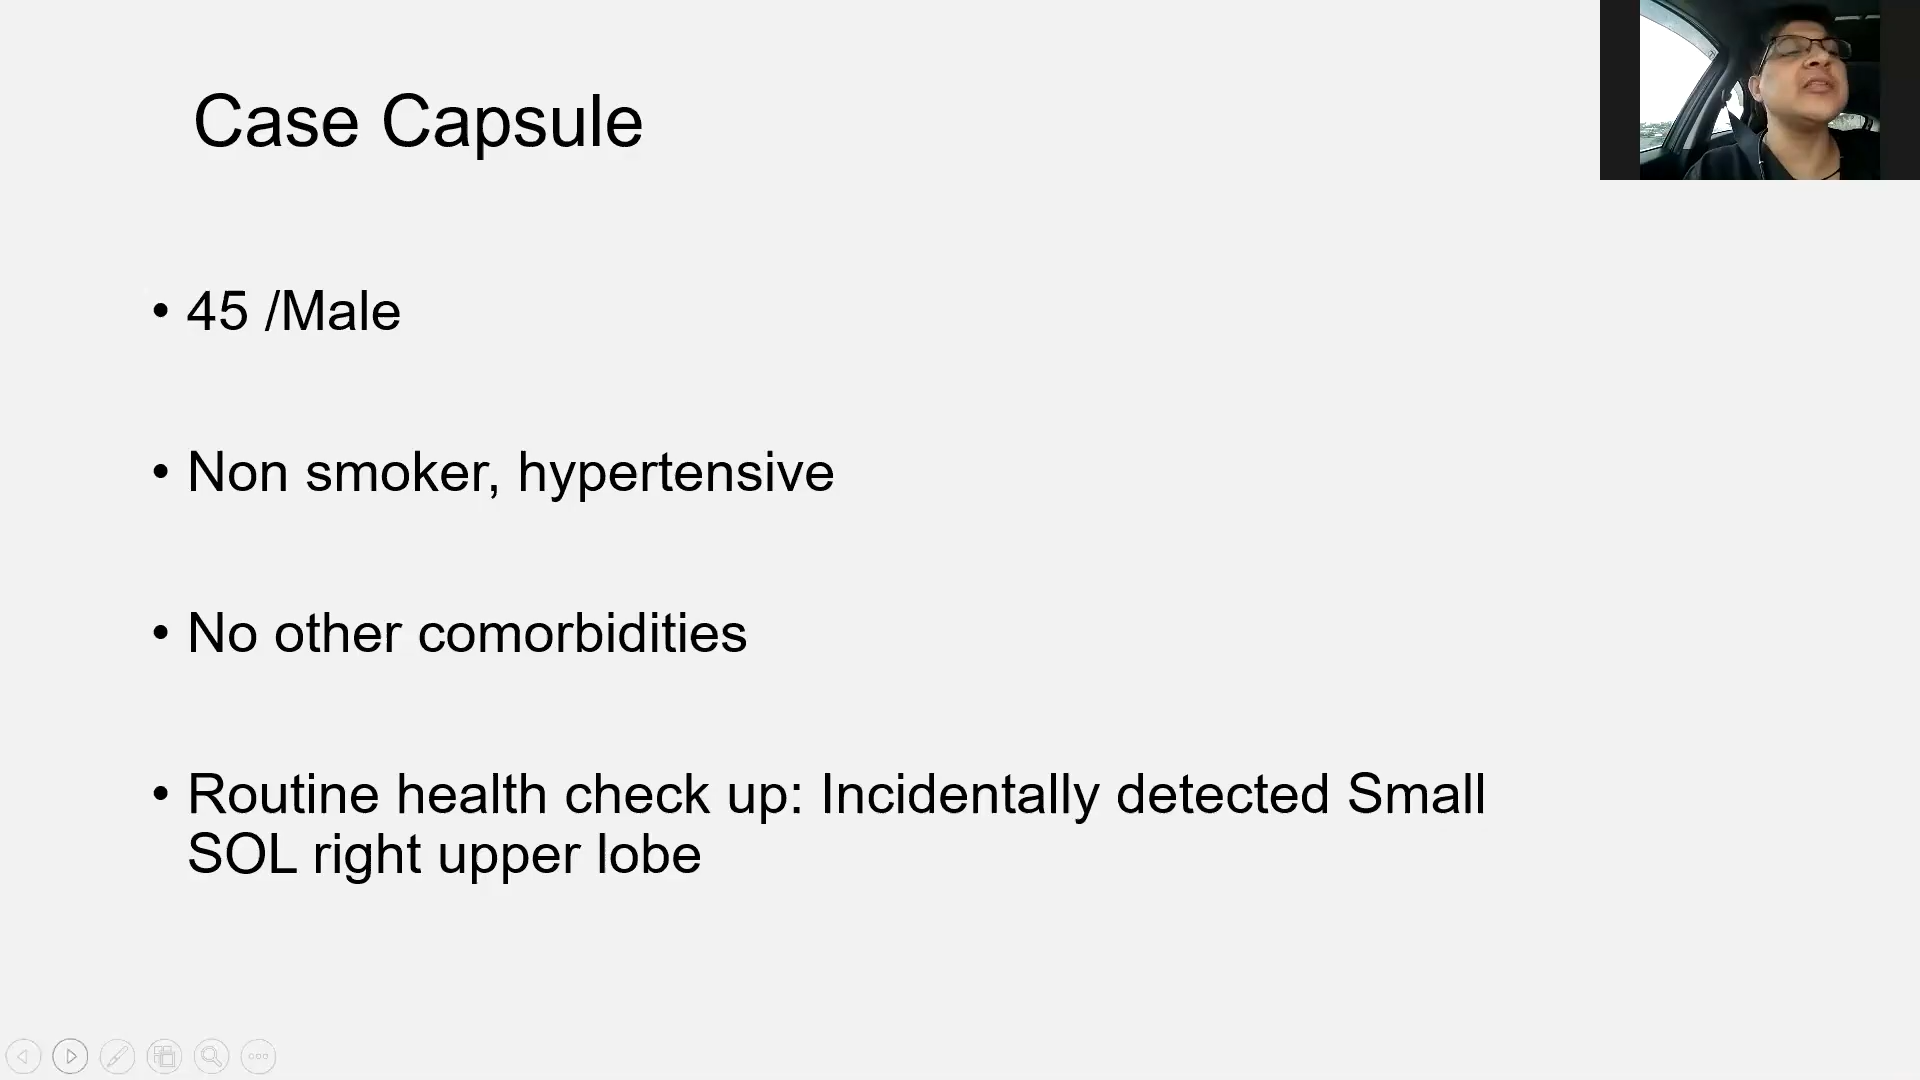 Case Capsule
• 45 /Male
• Non smoker, hypertensive
• No other comorbidities
• Routine health check up: Incidentally detected Small
SOL right upper lobe